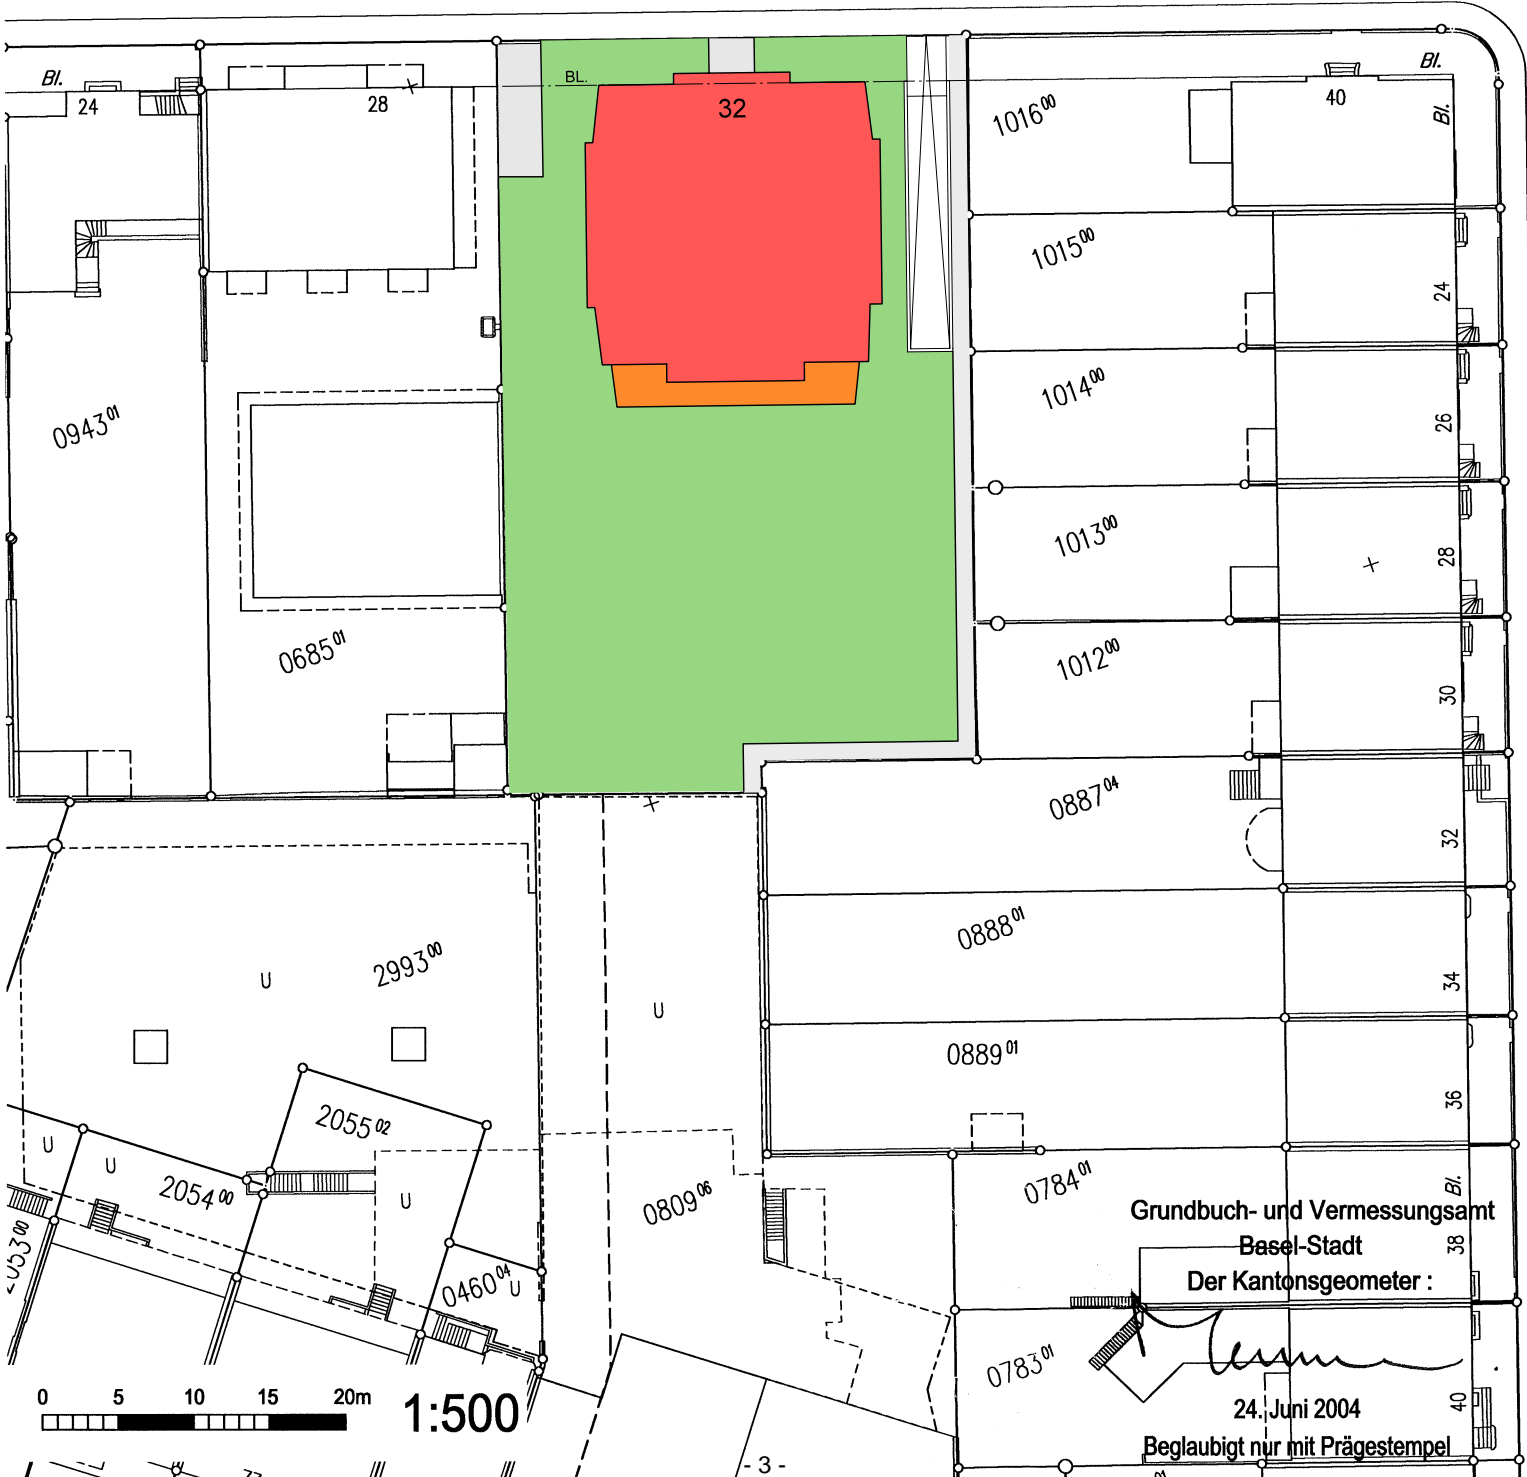 Bl.
24
28
BL.
32
1016⁰⁰
40
Bl.
Bl.
1015⁰⁰
24
1014⁰⁰
26
0943⁰¹
1013⁰⁰
28
0685⁰¹
1012⁰⁰
30
0887⁰⁴
32
0888⁰¹
2993⁰⁰
U
U
34
0889⁰¹
36
2055⁰²
U
U
2054⁰⁰
U
0809⁰⁶
0784⁰¹
Bl.
Grundbuch- und Vermessungsamt
Basel-Stadt
38
Der Kantonsgeometer :
2053⁰⁰
0460⁰⁴
U
0783⁰¹
0 5 10 15 20m
1:500
24. Juni 2004
40
Beglaubigt nur mit Prägestempel
- 3 -